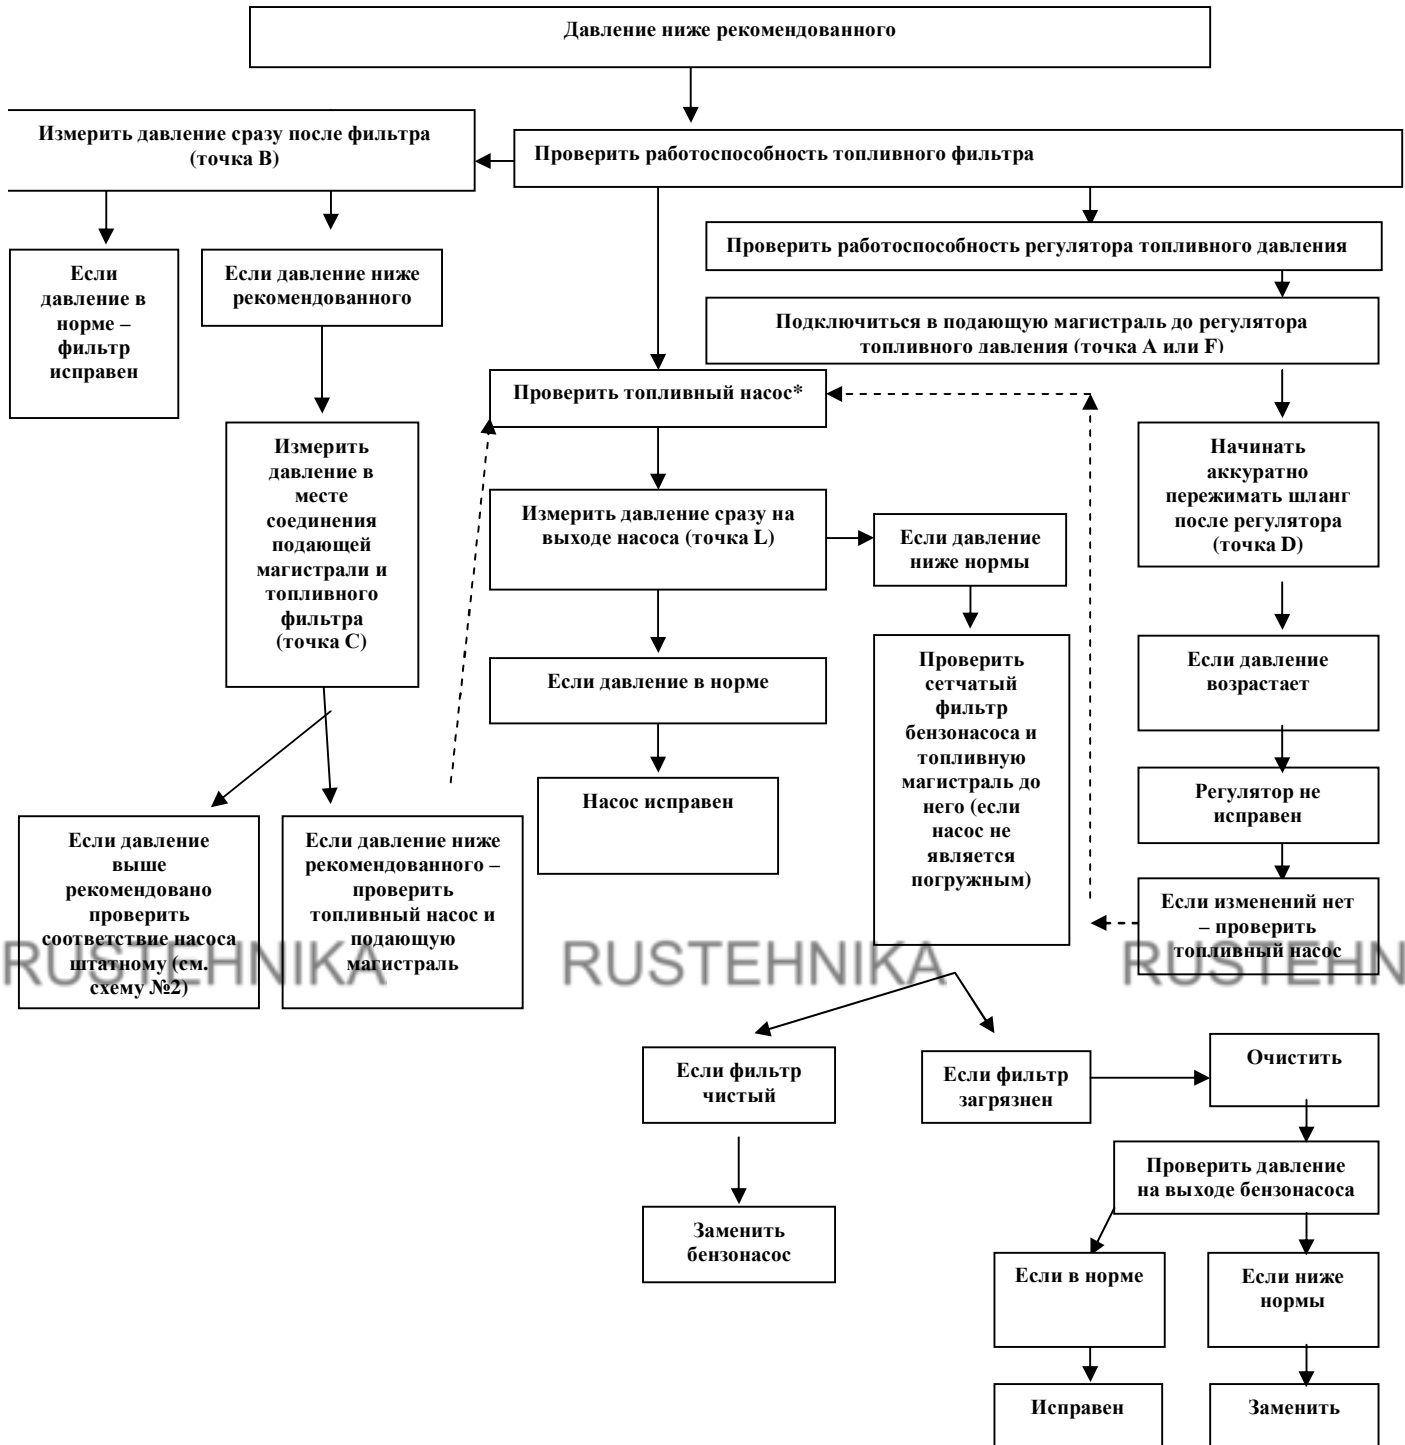 Давление ниже рекомендованного
Измерить давление сразу после фильтра
(точка В)
Проверить работоспособность топливного фильтра
Проверить работоспособность регулятора топливного давления
Если
давление в
норме –
фильтр
исправен
Если давление ниже
рекомендованного
Подключиться в подающую магистраль до регулятора
топливного давления (точка А или F)
Проверить топливный насос*
Измерить
давление в
месте
соединения
подающей
магистрали и
топливного
фильтра
(точка С)
Начинать
аккуратно
пережимать шланг
после регулятора
(точка D)
Измерить давление сразу на
выходе насоса (точка L)
Если давление
ниже нормы
Если давление в норме
Проверить
сетчатый
фильтр
бензонасоса и
топливную
магистраль до
него (если
насос не
является
погружным)
Если давление
возрастает
Насос исправен
Регулятор не
исправен
Если давление
выше
рекомендовано
проверить
соответствие насоса
штатному (см.
схему №2)
Если давление ниже
рекомендованного –
проверить
топливный насос и
подающую
магистраль
Если изменений нет
– проверить
топливный насос
RUSTEHNIKA
RUSTEHNIKA
RUSTEHN
Если фильтр
чистый
Если фильтр
загрязнен
Очистить
Проверить давление
на выходе бензонасоса
Заменить
бензонасос
Если в норме
Если ниже
нормы
Исправен
Заменить